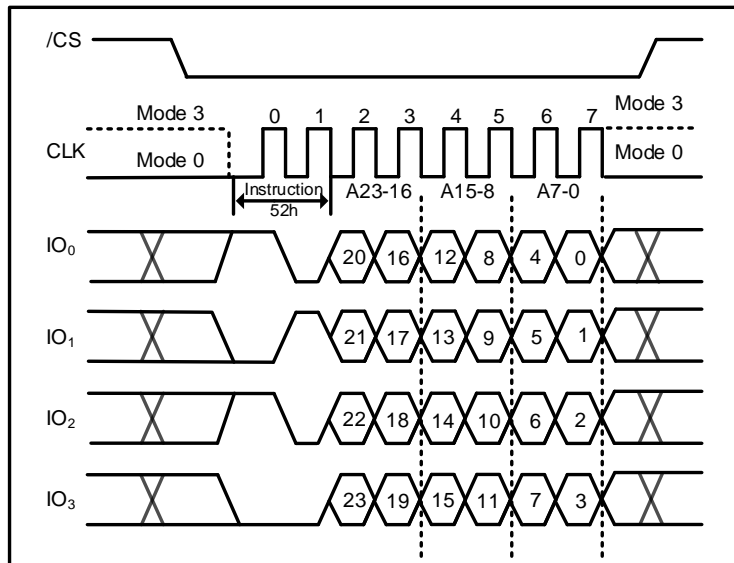 /CS
Mode 3
0 1 2 3 4 5 6 7
Mode 3
CLK
Mode 0
Mode 0
Instruction
52h
A23-16 A15-8 A7-0
IO0
20 16 12 8 4 0
IO1
21 17 13 9 5 1
IO2
22 18 14 10 6 2
IO3
23 19 15 11 7 3